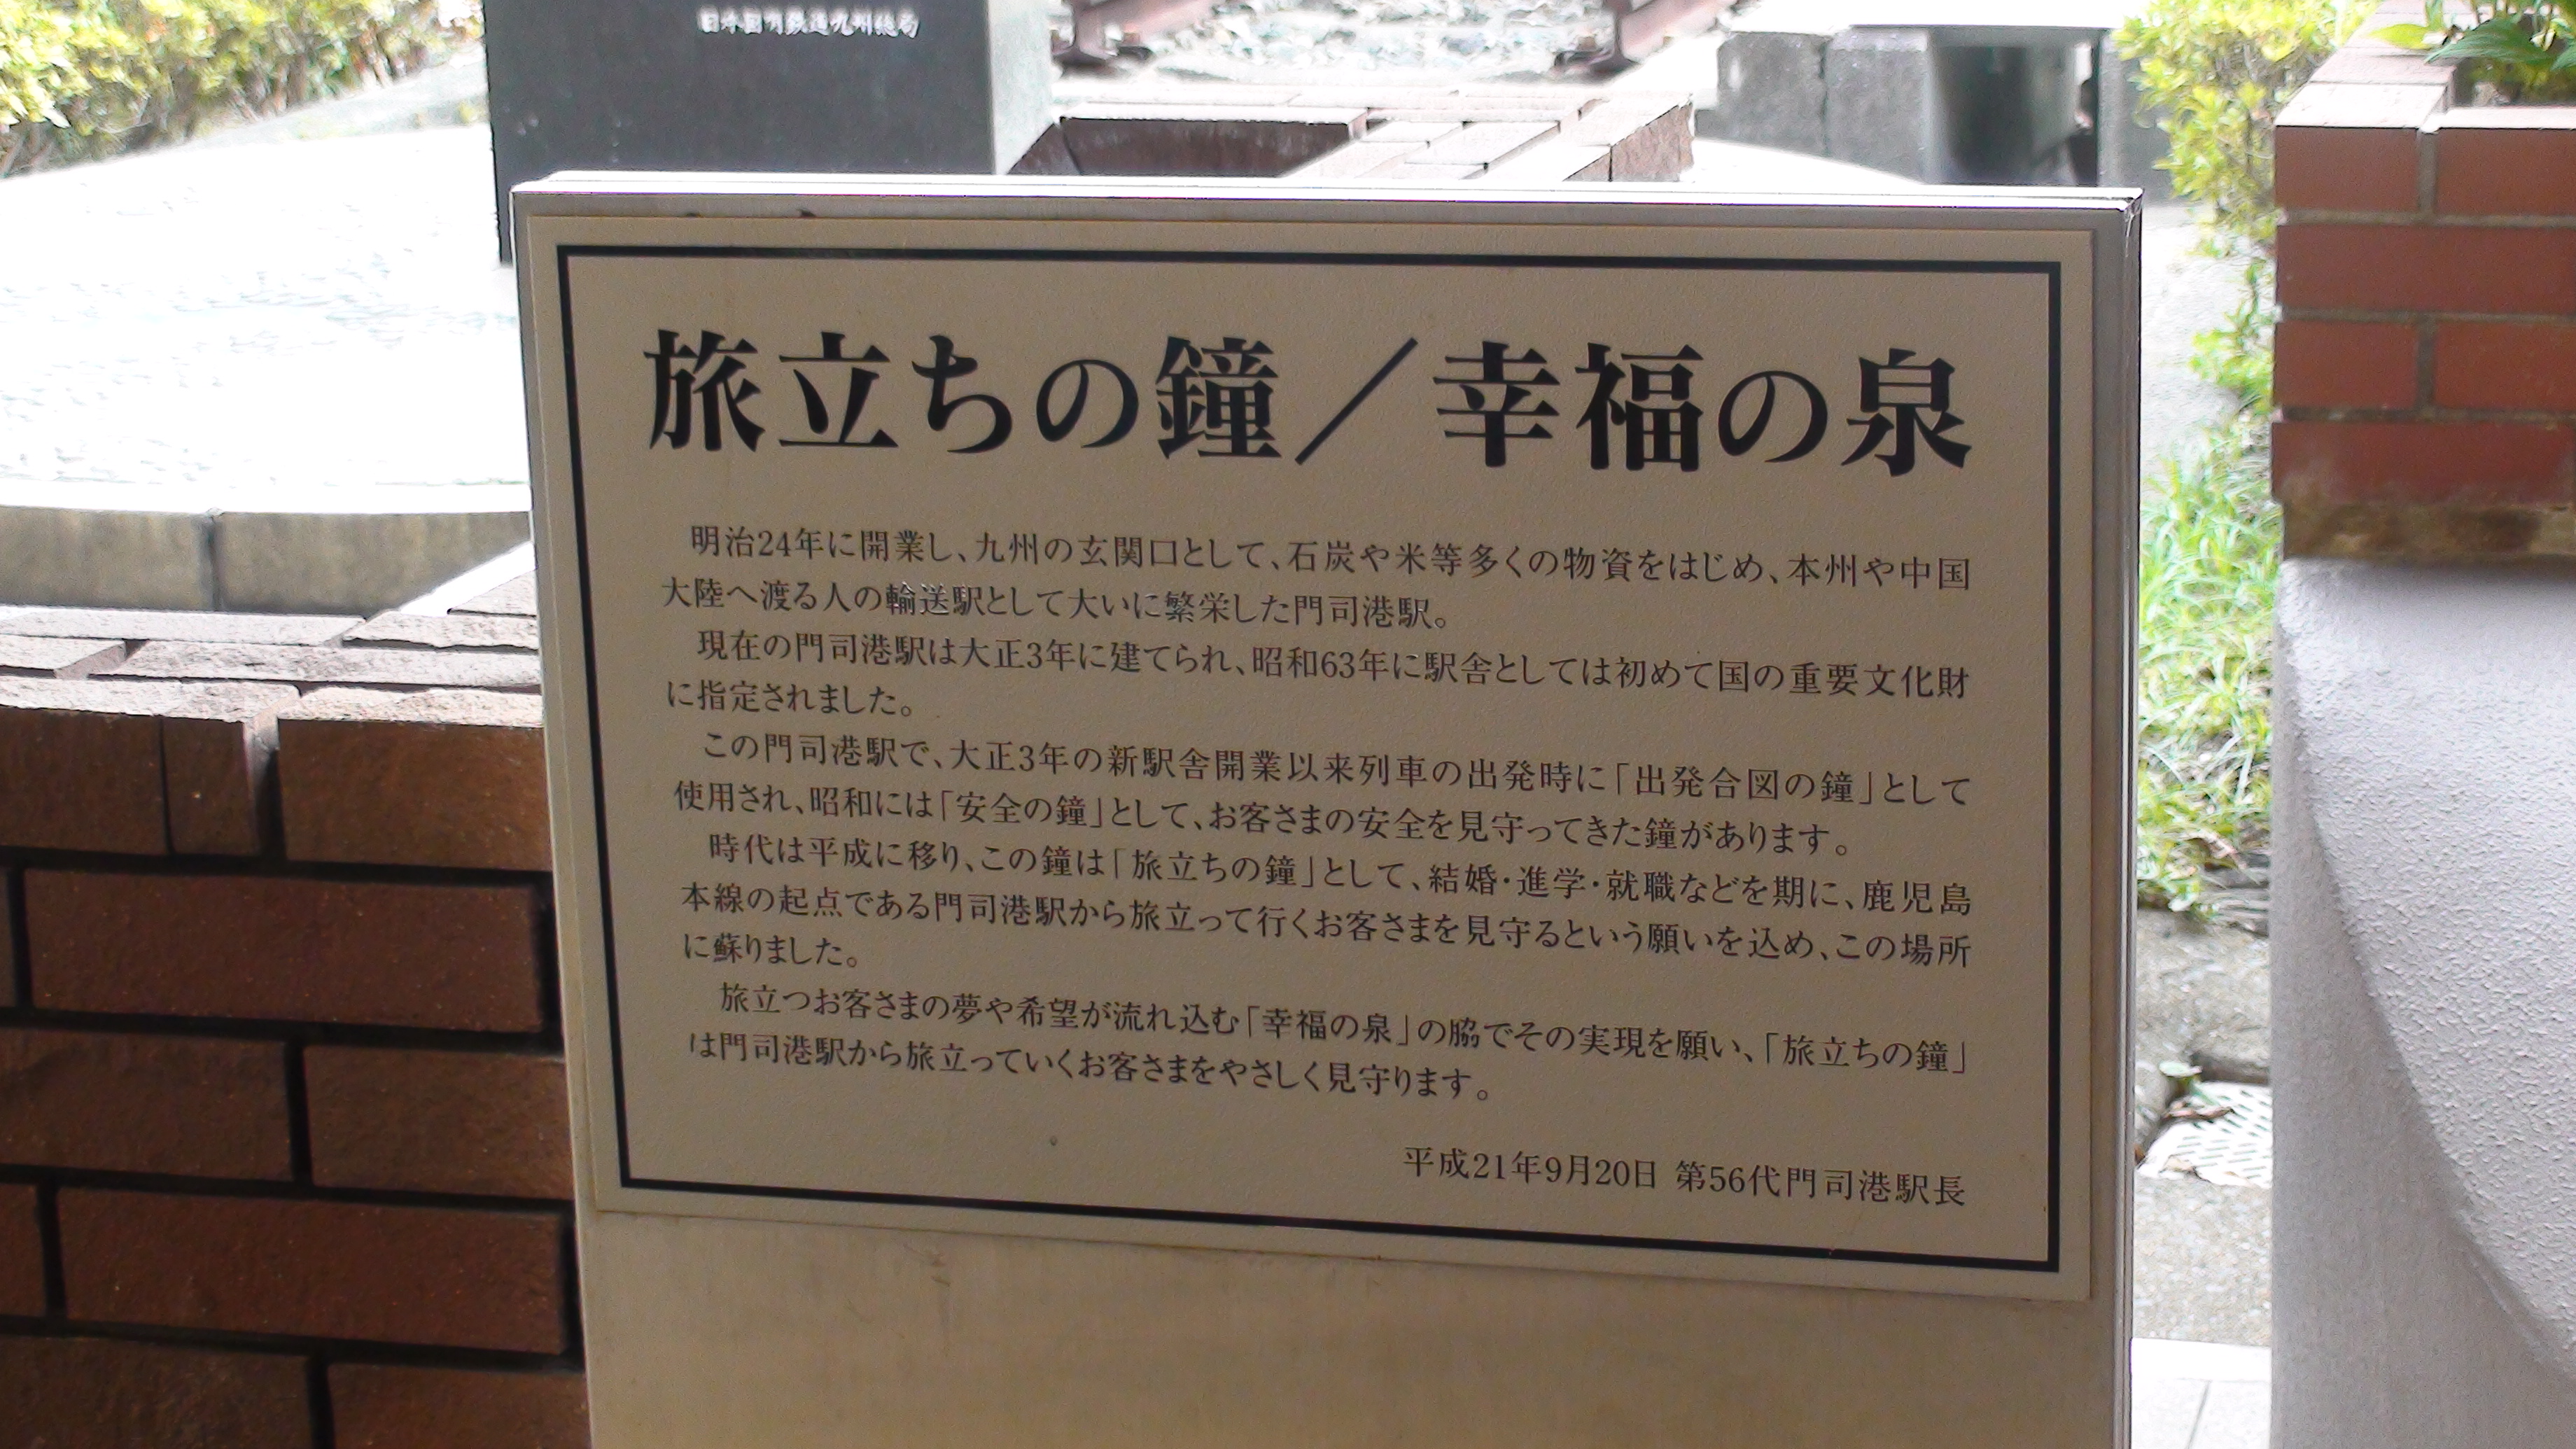 日本国有鉄道九州総局
旅立ちの鐘／幸福の泉
明治24年に開業し、九州の玄関口として、石炭や米等多くの物資をはじめ、本州や中国
大陸へ渡る人の輸送駅として大いに繁栄した門司港駅。
現在の門司港駅は大正3年に建てられ、昭和63年に駅舎としては初めて国の重要文化財
に指定されました。
この門司港駅で、大正3年の新駅舎開業以来列車の出発時に「出発合図の鐘」として
使用され、昭和には「安全の鐘」として、お客さまの安全を見守ってきた鐘があります。
時代は平成に移り、この鐘は「旅立ちの鐘」として、結婚・進学・就職などを期に、鹿児島
本線の起点である門司港駅から旅立って行くお客さまを見守るという願いを込め、この場所
に蘇りました。
旅立つお客さまの夢や希望が流れ込む「幸福の泉」の脇でその実現を願い、「旅立ちの鐘」
は門司港駅から旅立っていくお客さまをやさしく見守ります。
平成21年9月20日 第56代門司港駅長